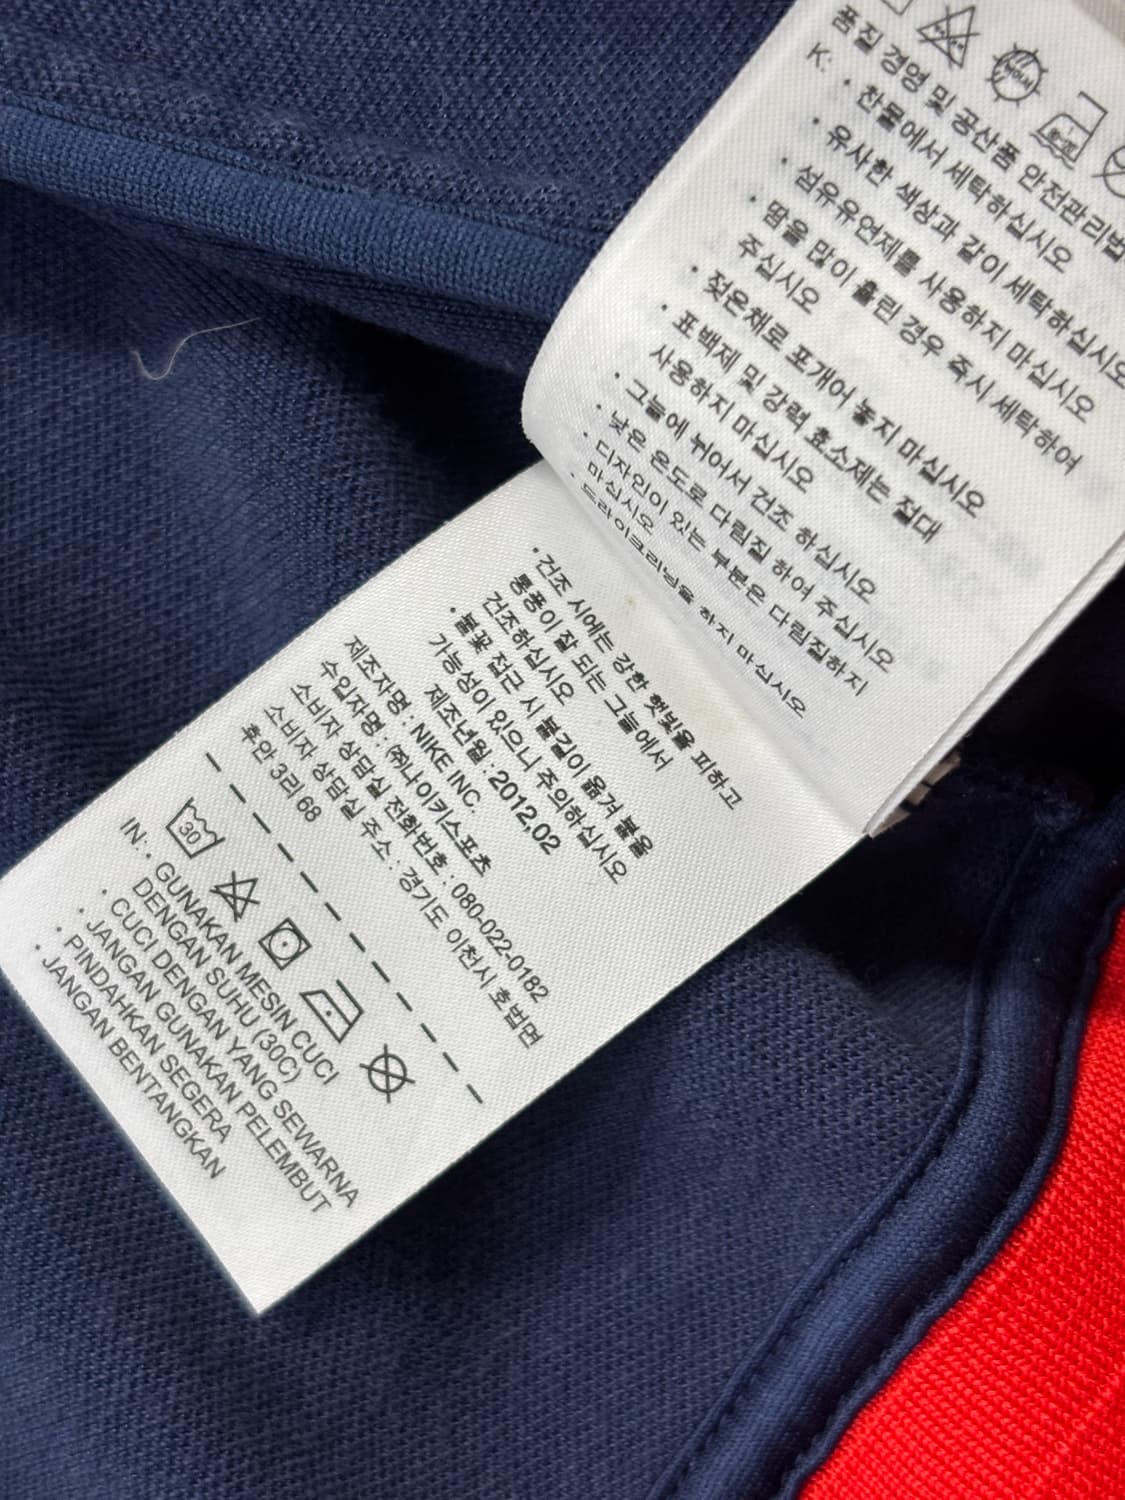 품질 경영 및 공산품 안전관리법
K: · 찬물에서 세탁하십시오
· 유사한 색상과 같이 세탁하십시오
· 섬유유연제를 사용하지 마십시오
· 땀을 많이 흘린 경우 즉시 세탁하여
주십시오
· 젖은채로 포개어 놓지 마십시오
· 표백제 및 강력 효소제는 절대
사용하지 마십시오
· 그늘에 뉘어서 건조 하십시오
· 낮은 온도로 다림질 하여 주십시오
· 디자인이 있는 부분은 다림질하지
마십시오
· 드라이크리닝을 하지 마십시오
· 건조 시에는 강한 햇빛을 피하고
통풍이 잘 되는 그늘에서
건조하십시오
· 불꽃 접근 시 불길이 옮겨 붙을
가능성이 있으니 주의하십시오
제조년월 : 2012.02
제조자명 : NIKE INC.
수입자명 : ㈜나이키스포츠
소비자 상담실 전화번호 : 080-022-0182
소비자 상담실 주소 : 경기도 이천시 호법면
후안 3리 68
30
IN: · GUNAKAN MESIN CUCI
DENGAN SUHU (30C)
· CUCI DENGAN YANG SEWARNA
· JANGAN GUNAKAN PELEMBUT
· PINDAHKAN SEGERA
· JANGAN BENTANGKAN